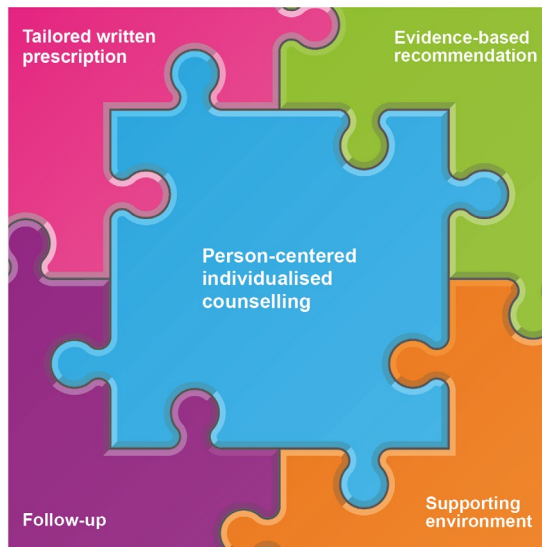 Tailored written
prescription
Evidence-based
recommendation
Person-centered
individualised
counselling
Follow-up
Supporting
environment